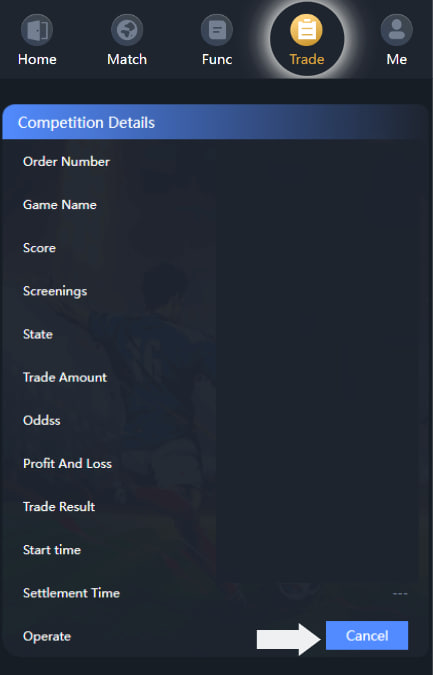 Home Match Func Trade Me
Competition Details
Order Number
Game Name
Score
Screenings
State
Trade Amount
Oddss
Profit And Loss
Trade Result
Start time
Settlement Time ---
Operate Cancel